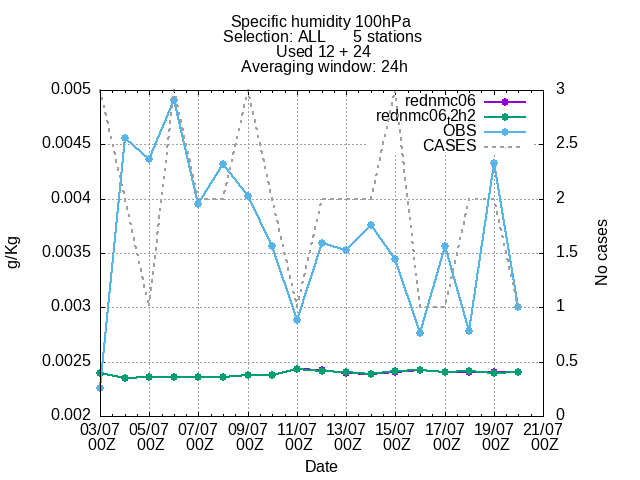 Specific humidity 100hPa
Selection: ALL 5 stations
Used 12 + 24
Averaging window: 24h
rednmc06
rednmc06.2h2
OBS
CASES
0.005
0.0045
0.004
0.0035
0.003
0.0025
0.002
g/Kg
3
2.5
2
1.5
1
0.5
0
No cases
03/07 05/07 07/07 09/07 11/07 13/07 15/07 17/07 19/07 21/07
00Z 00Z 00Z 00Z 00Z 00Z 00Z 00Z 00Z 00Z
Date